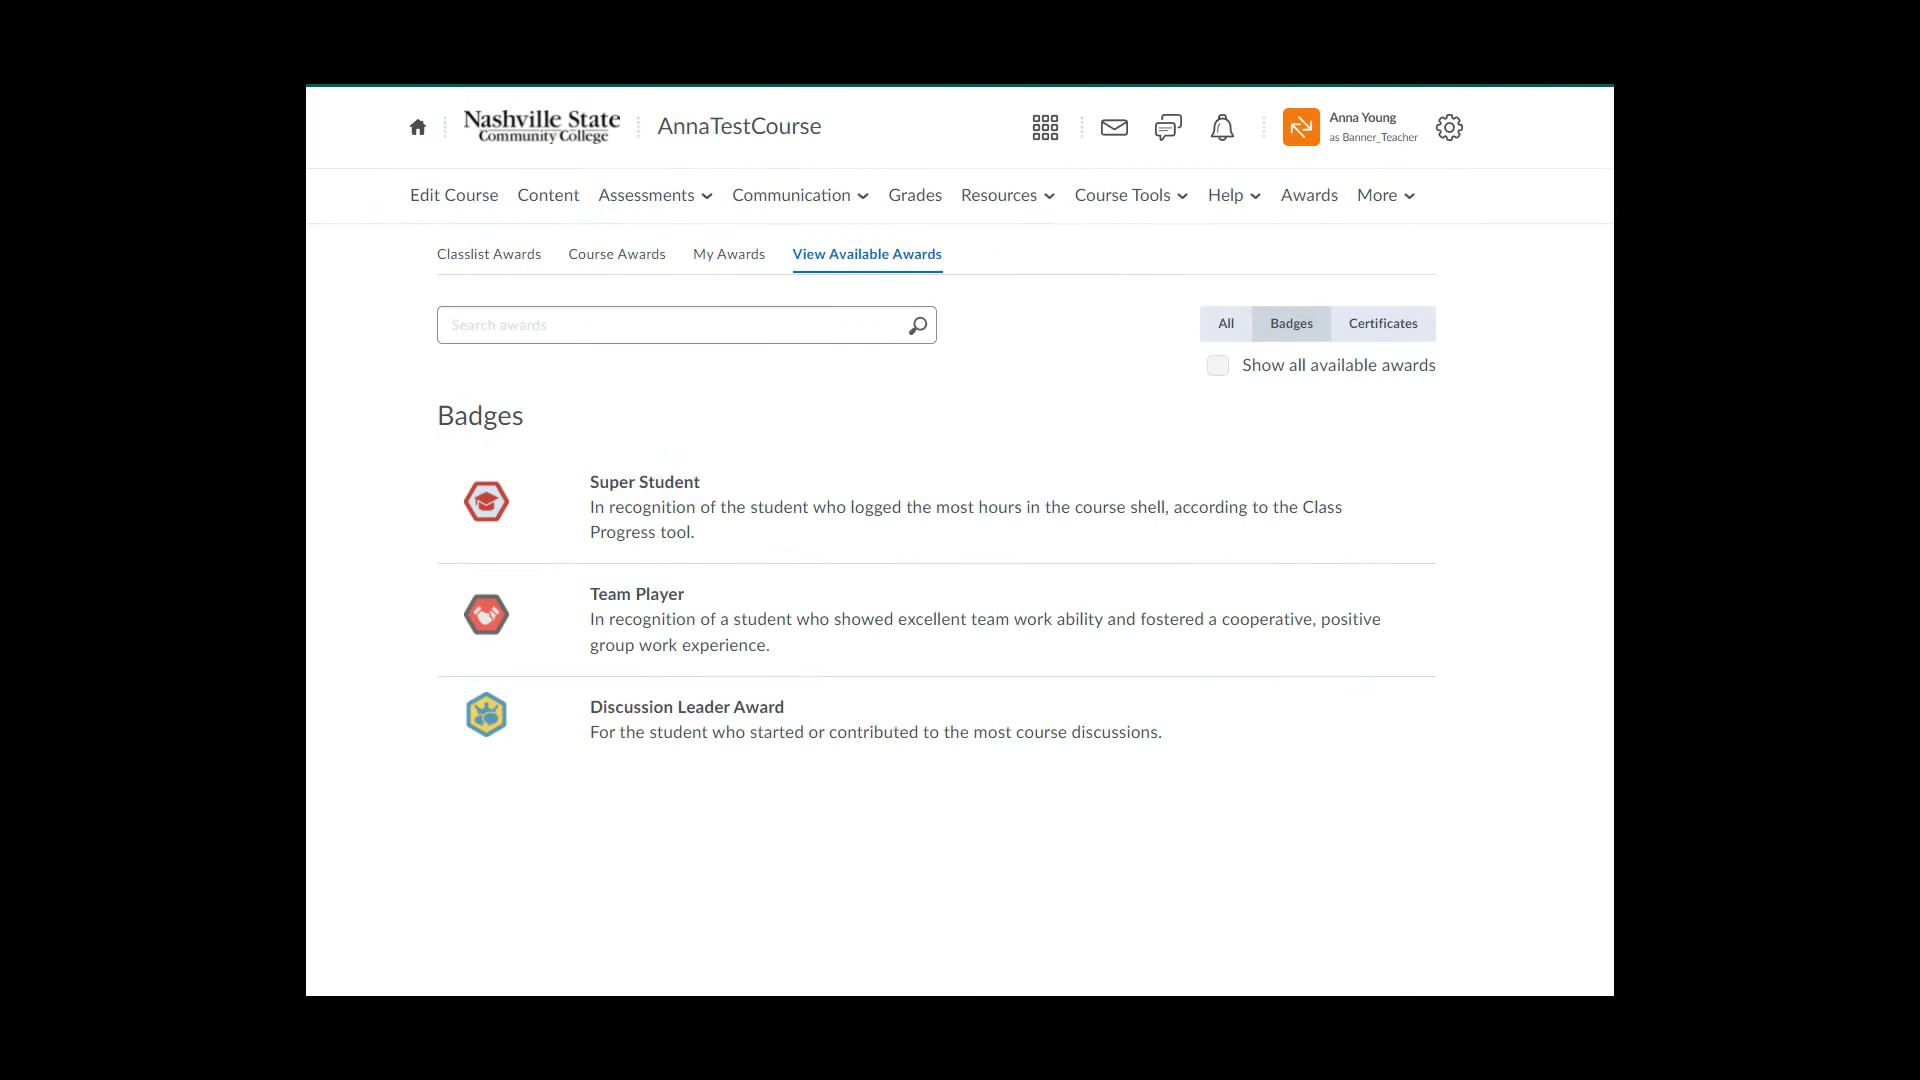 Nashville State
Community College
AnnaTestCourse
Anna Young
as Banner_Teacher
Edit Course Content Assessments Communication Grades Resources Course Tools Help Awards More
Classlist Awards Course Awards My Awards View Available Awards
Search awards
All Badges Certificates
Show all available awards
Badges
Super Student
In recognition of the student who logged the most hours in the course shell, according to the Class
Progress tool.
Team Player
In recognition of a student who showed excellent team work ability and fostered a cooperative, positive
group work experience.
Discussion Leader Award
For the student who started or contributed to the most course discussions.